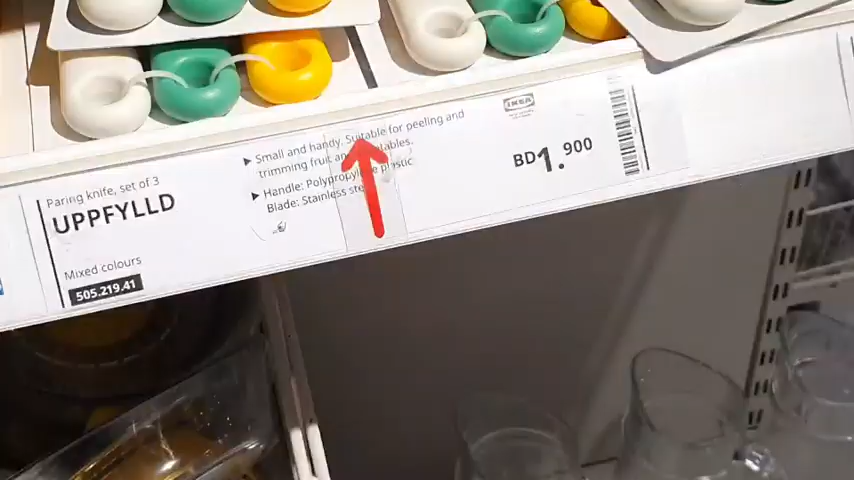 Paring knife, set of 3
UPPFYLLD
Mixed colours
505.219.41
Small and handy. Suitable for peeling and
trimming fruit and vegetables.
Handle: Polypropylene plastic
Blade: Stainless steel
IKEA
BD1.900